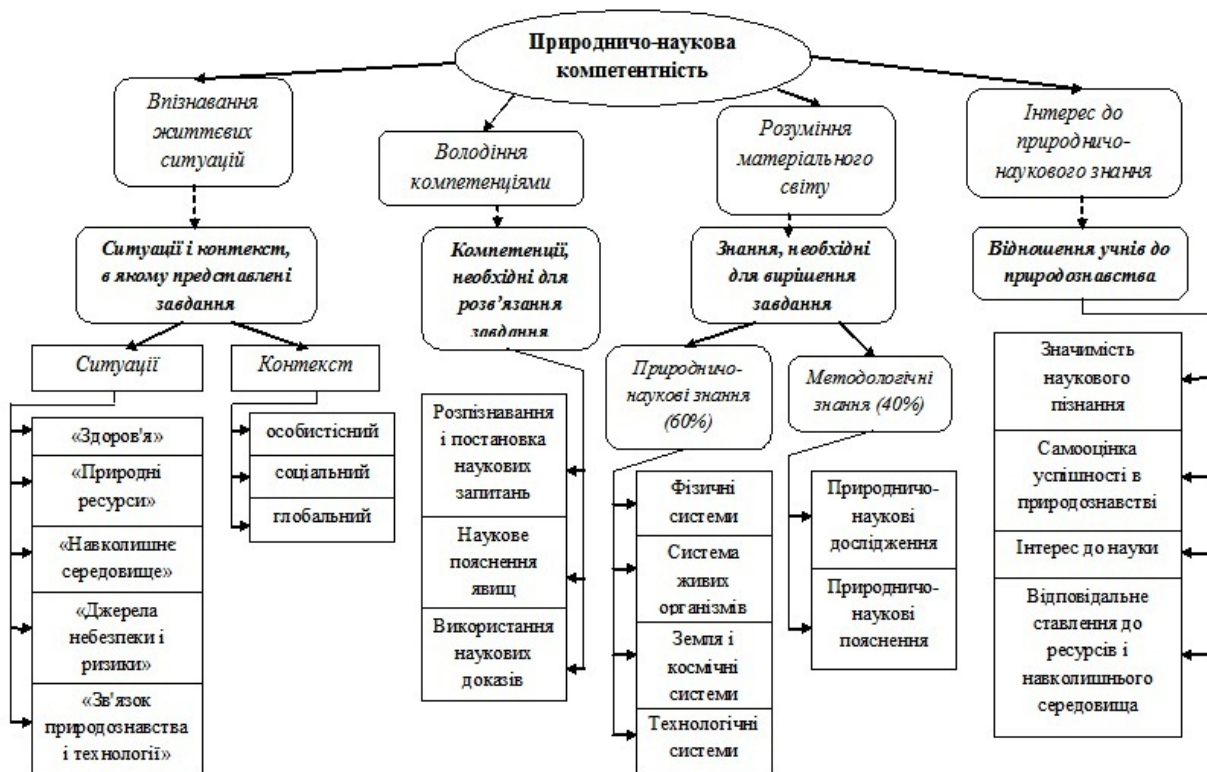 Природничо-наукова
компетентність
Впізнавання
життєвих
ситуацій
Володіння
компетенціями
Розуміння
матеріального
світу
Інтерес до
природничо-
наукового знання
Ситуації і контекст,
в якому представлені
завдання
Компетенції,
необхідні для
розв’язання
завдання
Знання, необхідні
для вирішення
завдання
Відношення учнів до
природознавства
Ситуації
Контекст
Природничо-
наукові знання
(60%)
Методологічні
знання (40%)
«Здоров'я»
«Природні
ресурси»
«Навколишнє
середовище»
«Джерела
небезпеки і
ризики»
«Зв'язок
природознавства
і технології»
особистісний
соціальний
глобальний
Розпізнавання
і постановка
наукових
запитань
Наукове
пояснення
явищ
Використання
наукових
доказів
Фізичні
системи
Система
живих
організмів
Земля і
космічні
системи
Технологічні
системи
Природничо-
наукові
дослідження
Природничо-
наукові
пояснення
Значимість
наукового
пізнання
Самооцінка
успішності в
природознавстві
Інтерес до науки
Відповідальне
ставлення до
ресурсів і
навколишнього
середовища